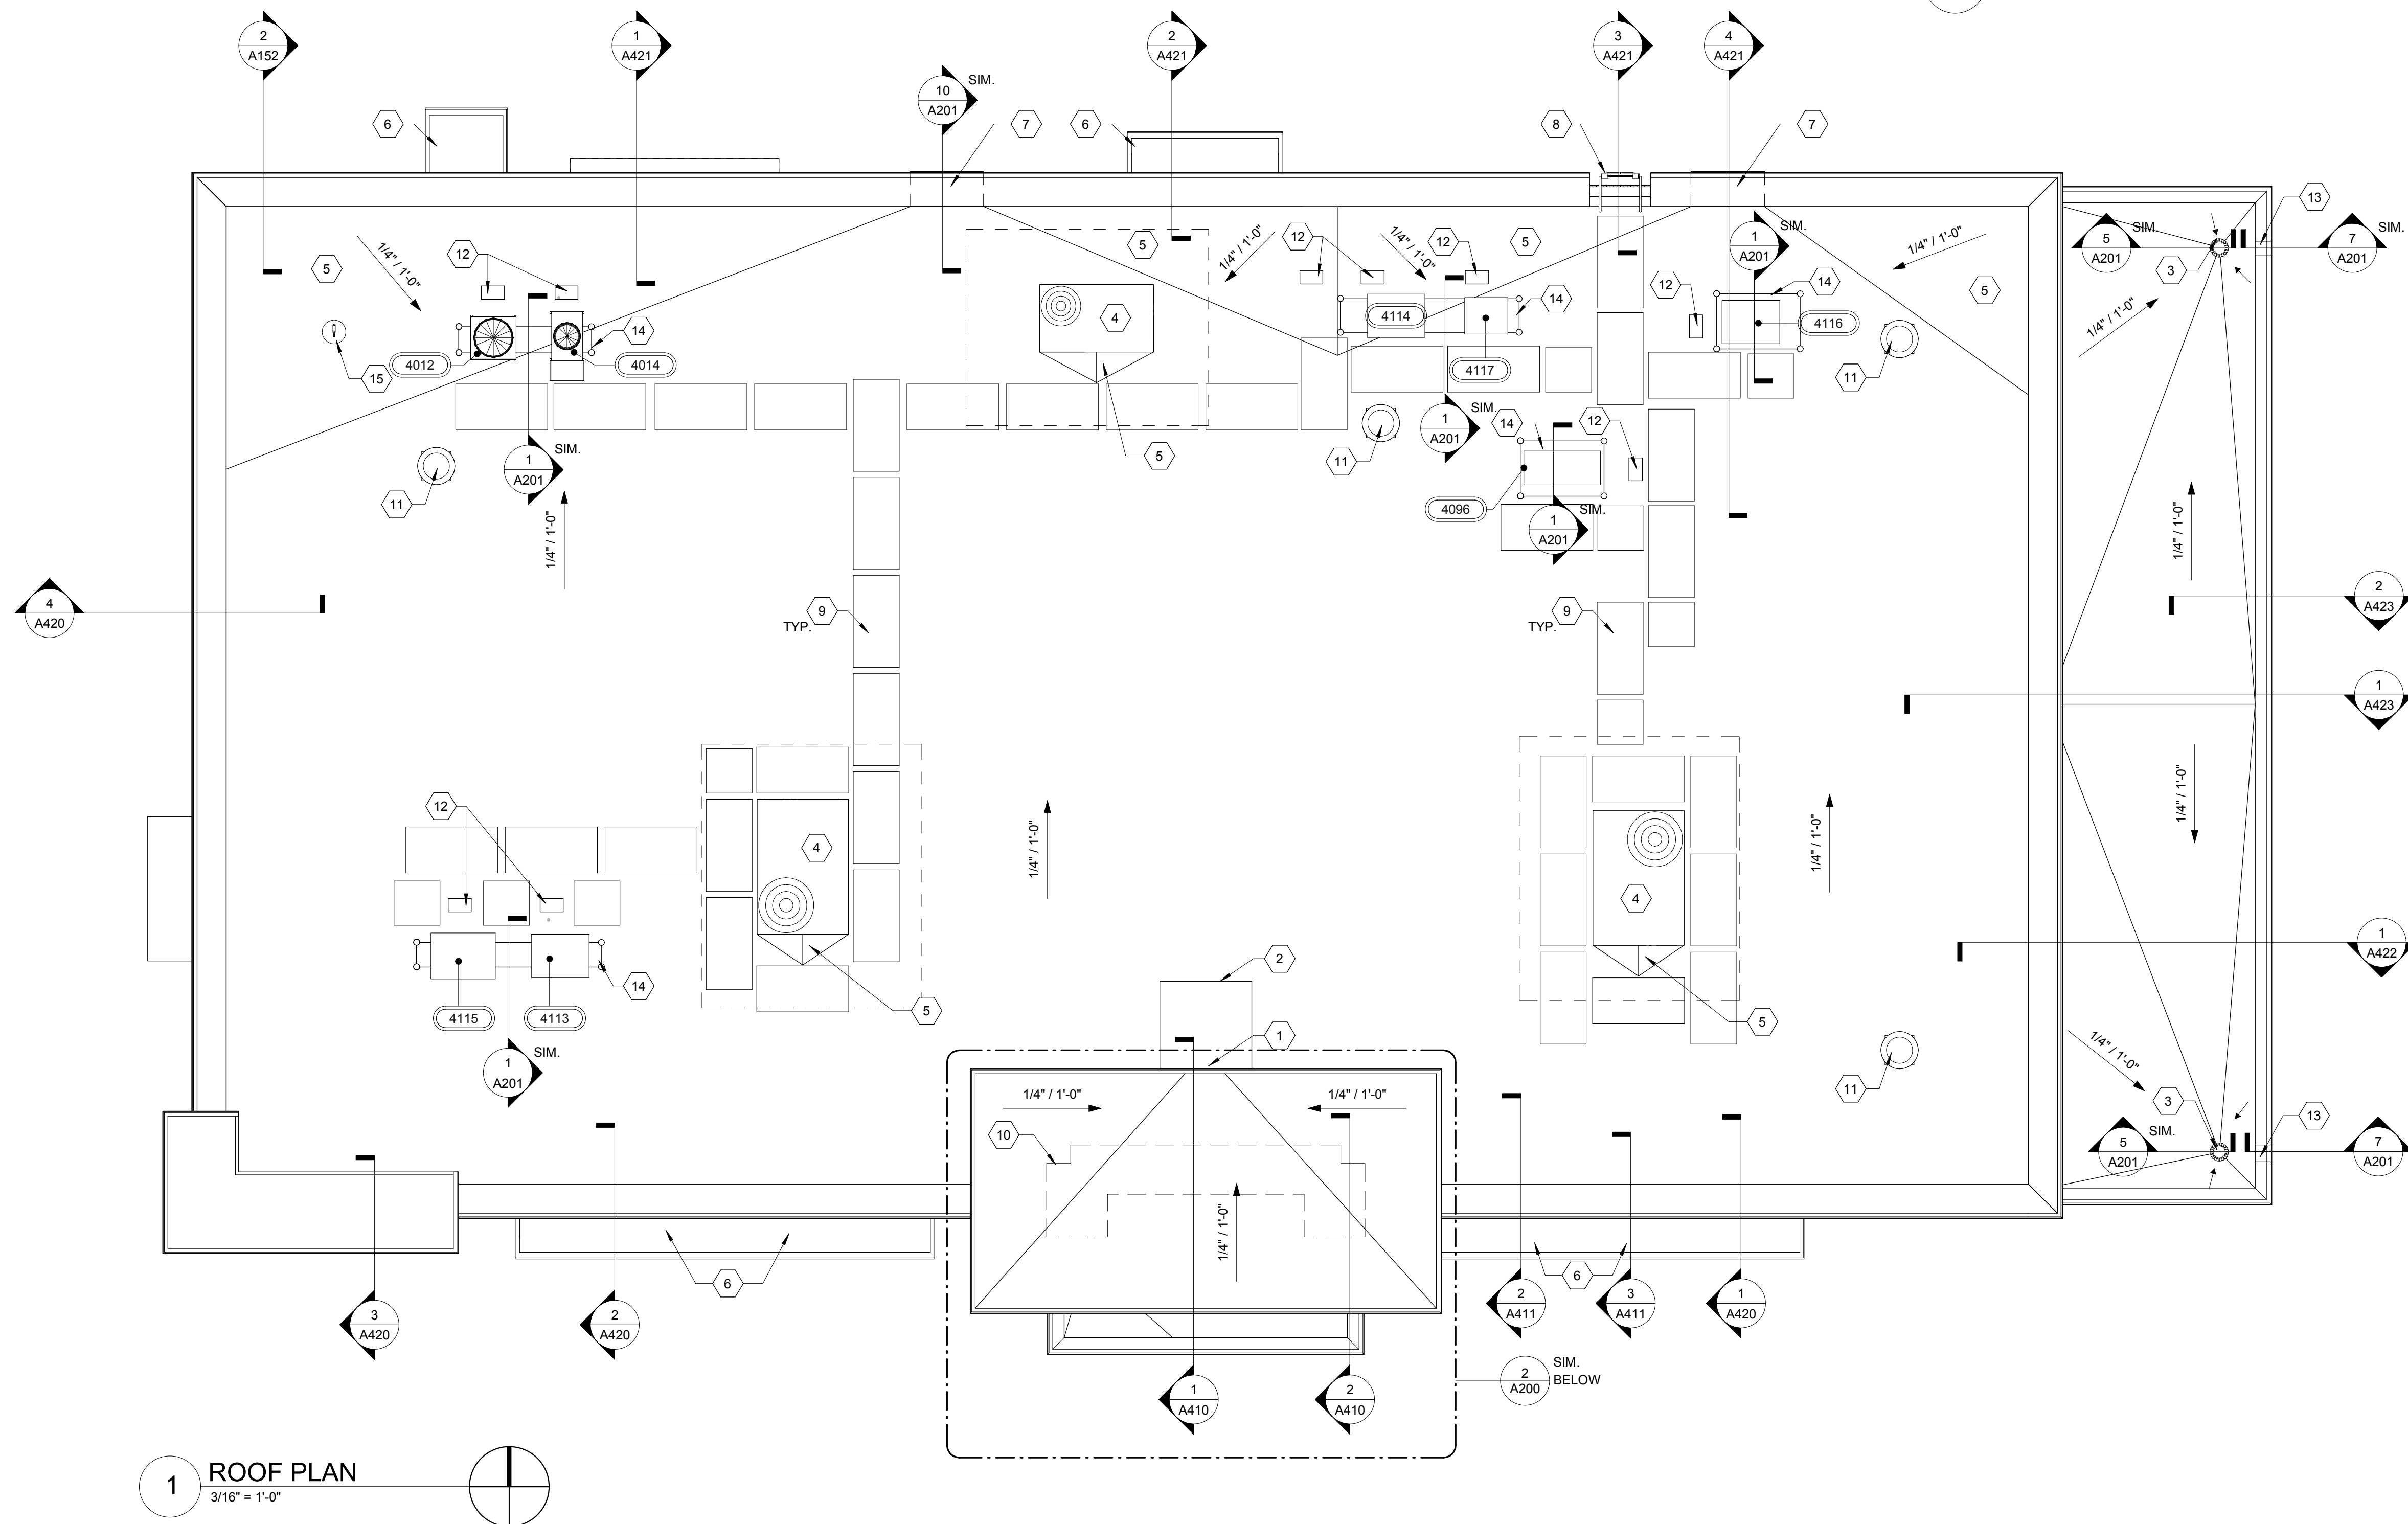 2
A152
1
A421
2
A421
3
A421
4
A421
10
A201
SIM.
6
7
6
8
7
13
5
A201
SIM.
7
A201
SIM.
3
5
1/4" / 1'-0"
12
5
1/4" / 1'-0"
12
1/4" / 1'-0"
12
5
1
A201
SIM.
1/4" / 1'-0"
5
12
14
1/4" / 1'-0"
15
4012
14
4014
4
4114
14
4117
4116
11
11
1
A201
SIM.
5
11
1
A201
SIM.
14
12
11
4096
1
A201
SIM.
1/4" / 1'-0"
1/4" / 1'-0"
4
A420
TYP.
9
TYP.
9
2
A423
1
A423
12
4
1/4" / 1'-0"
1/4" / 1'-0"
1/4" / 1'-0"
4
1
A422
14
4115
4113
5
2
5
1
A201
SIM.
1
11
1/4" / 1'-0"
1/4" / 1'-0"
1/4" / 1'-0"
3
13
10
5
A201
SIM.
7
A201
1/4" / 1'-0"
6
6
3
A420
2
A420
2
A411
3
A411
1
A420
1
A410
2
A410
2
A200
SIM.
BELOW
1
ROOF PLAN
3/16" = 1'-0"